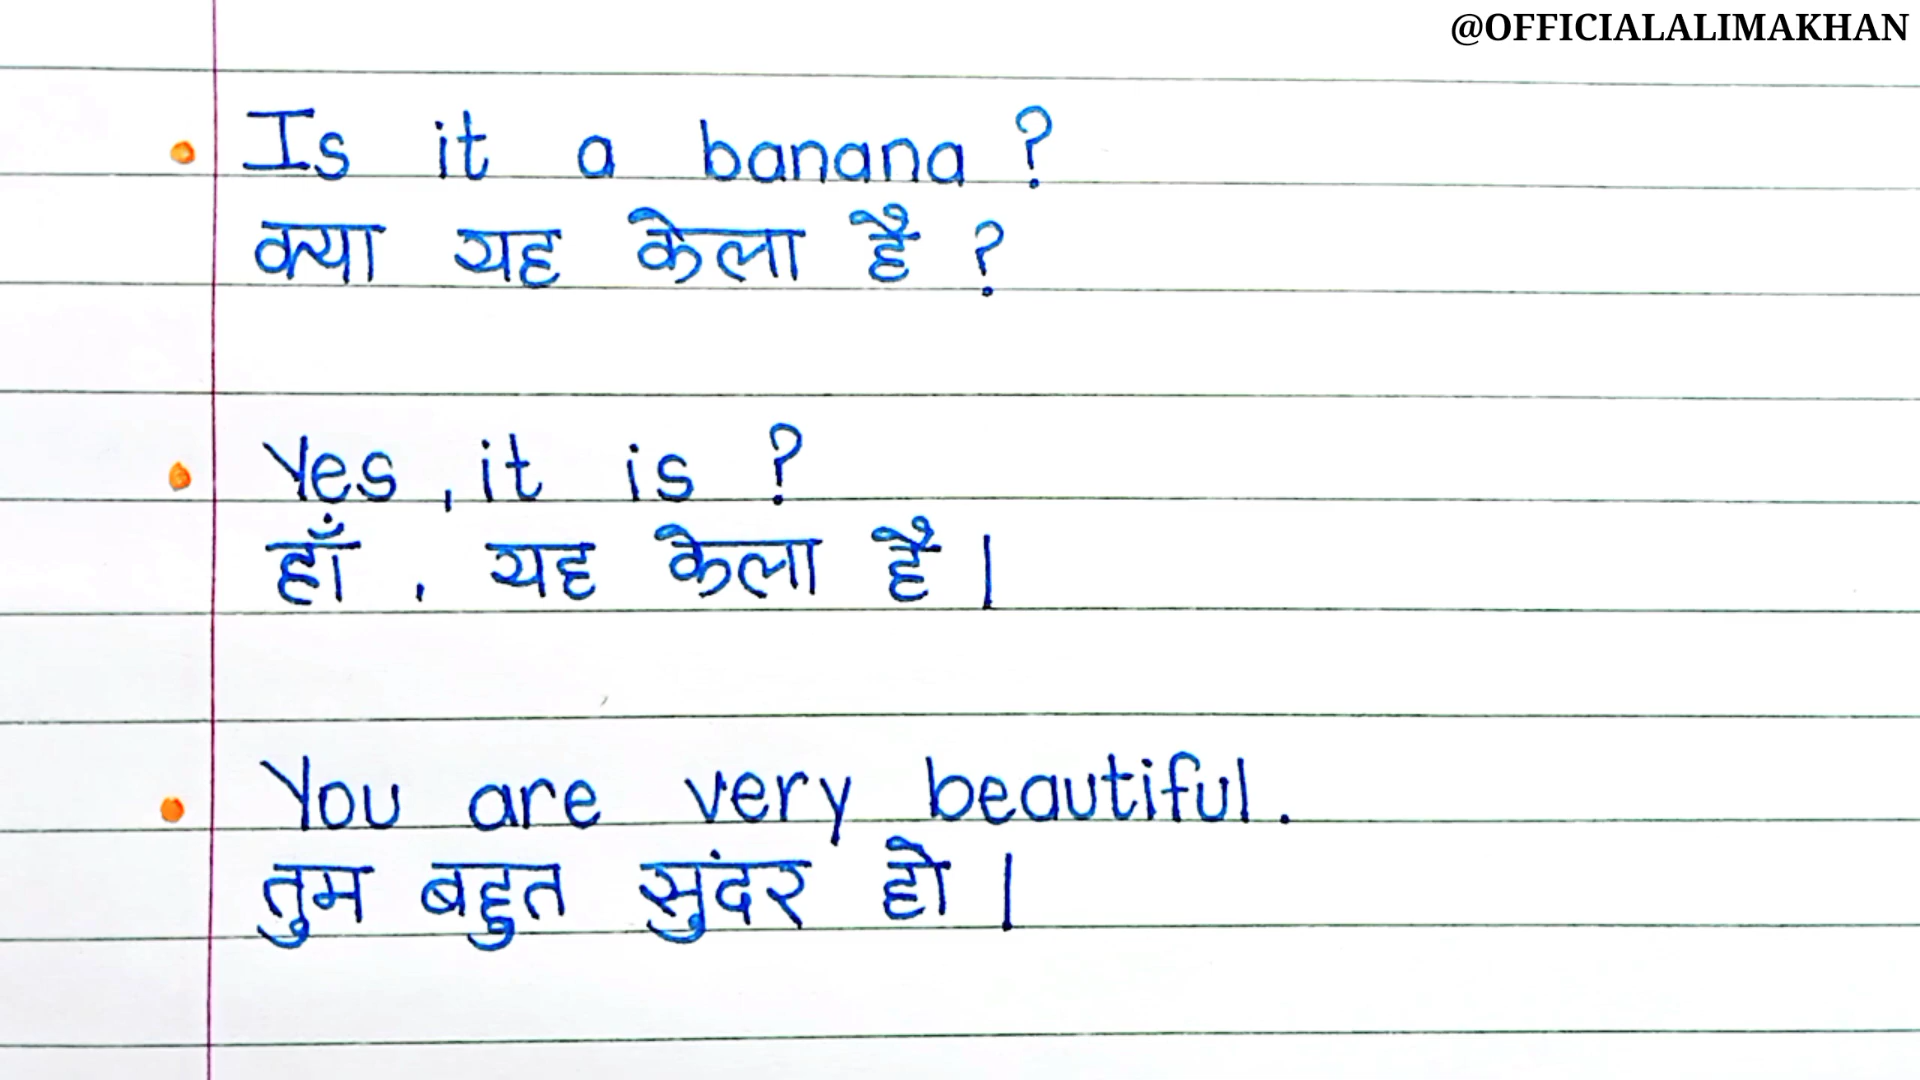 @OFFICIALALIMAKHAN
• Is it a banana ?
क्या यह केला है ?
• Yes , it is ?
हाँ , यह केला है |
• You are very beautiful.
तुम बहुत सुंदर हो |